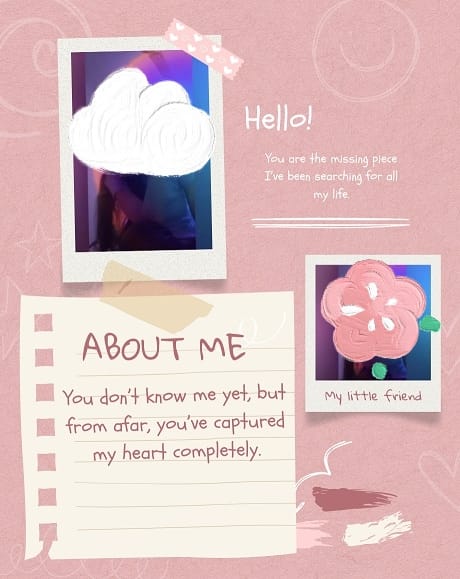 Hello!
You are the missing piece
I've been searching for all
my life.
ABOUT ME
You don't know me yet, but
from afar, you've captured
my heart completely.
My little friend